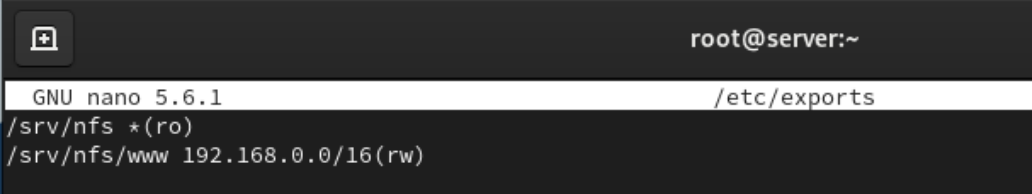 root@server:~
GNU nano 5.6.1 /etc/exports
/srv/nfs *(ro)
/srv/nfs/www 192.168.0.0/16(rw)